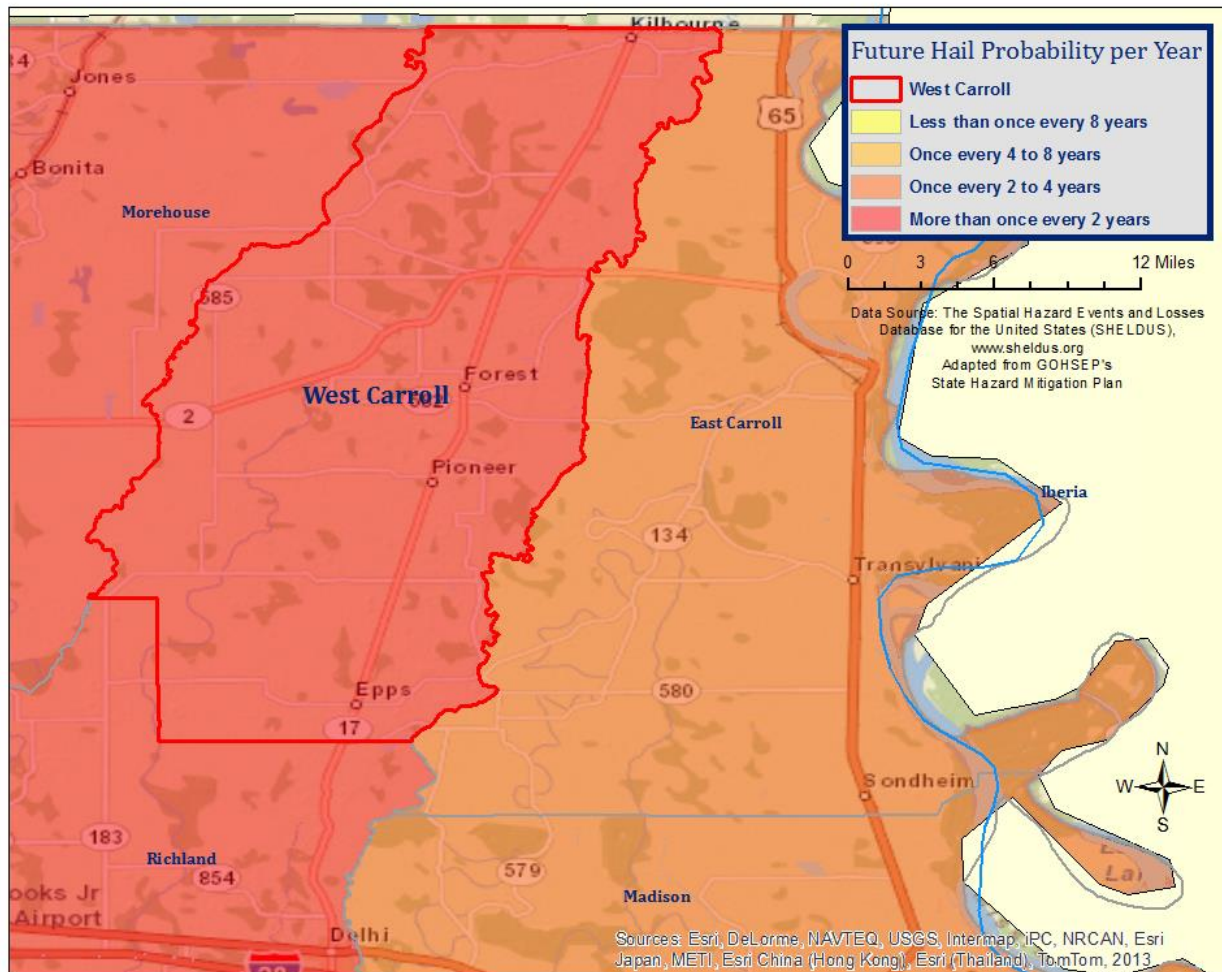 Kilbourne
Future Hail Probability per Year
West Carroll
Less than once every 8 years
Once every 4 to 8 years
Once every 2 to 4 years
More than once every 2 years
0 3 6 12 Miles
Data Source: The Spatial Hazard Events and Losses
Database for the United States (SHELDUS),
www.sheldus.org
Adapted from GOHSEP's
State Hazard Mitigation Plan
Jones
65
Bonita
Morehouse
585
Forest
West Carroll
2
East Carroll
Pioneer
Iberia
134
Transylvani
Epps
580
17
Sondheim
N
W E
S
183
Richland
854
579
Madison
ooks Jr
Airport
Delhi
Sources: Esri, DeLorme, NAVTEQ, USGS, Intermap, iPC, NRCAN, Esri
Japan, METI, Esri China (Hong Kong), Esri (Thailand), TomTom, 2013